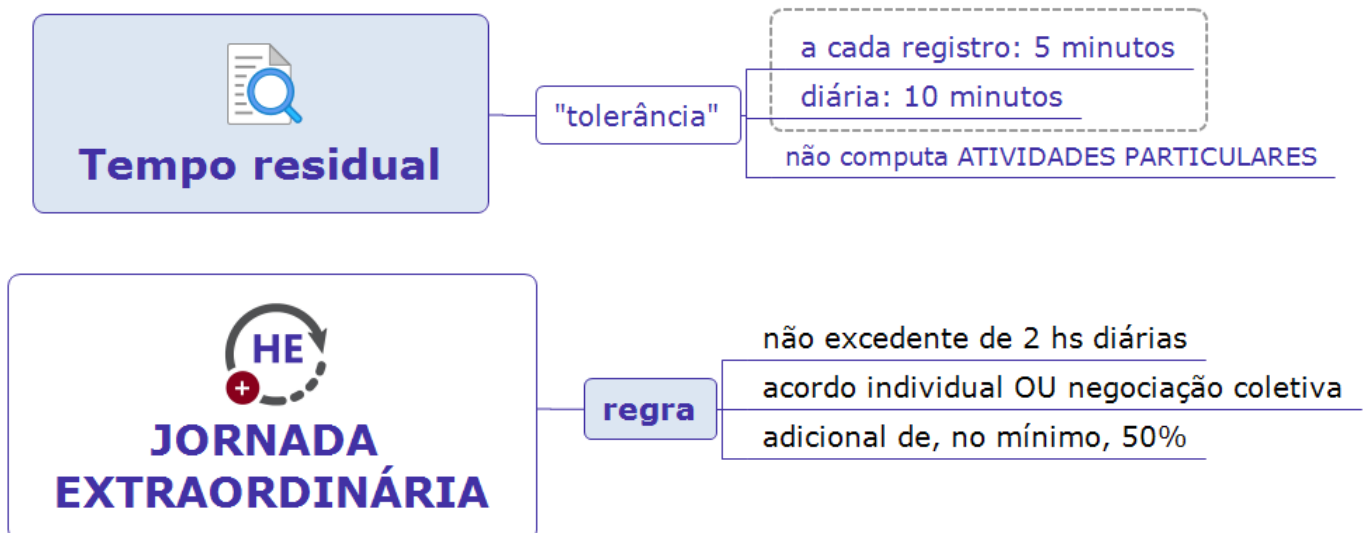 Tempo residual
"tolerância"
a cada registro: 5 minutos
diária: 10 minutos
não computa ATIVIDADES PARTICULARES
HE
+
JORNADA
EXTRAORDINÁRIA
regra
não excedente de 2 hs diárias
acordo individual OU negociação coletiva
adicional de, no mínimo, 50%